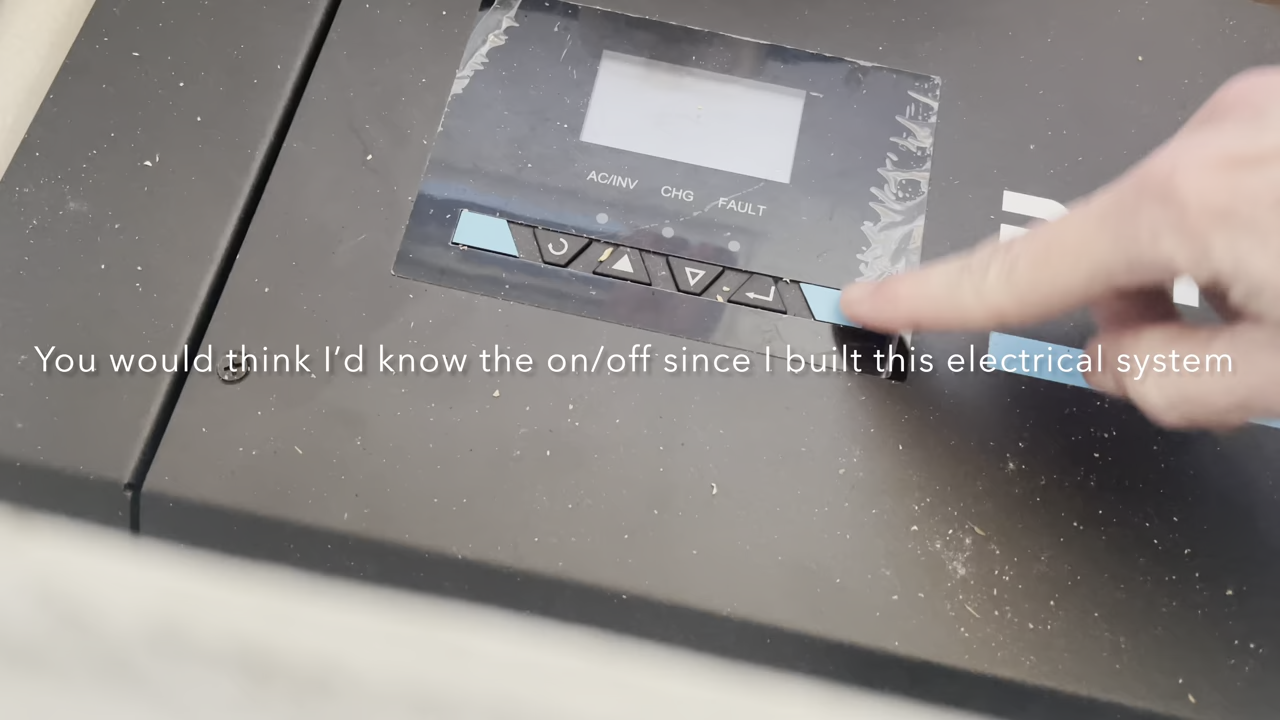 AC/INV CHG FAULT
You would think I'd know the on/off since I built this electrical system